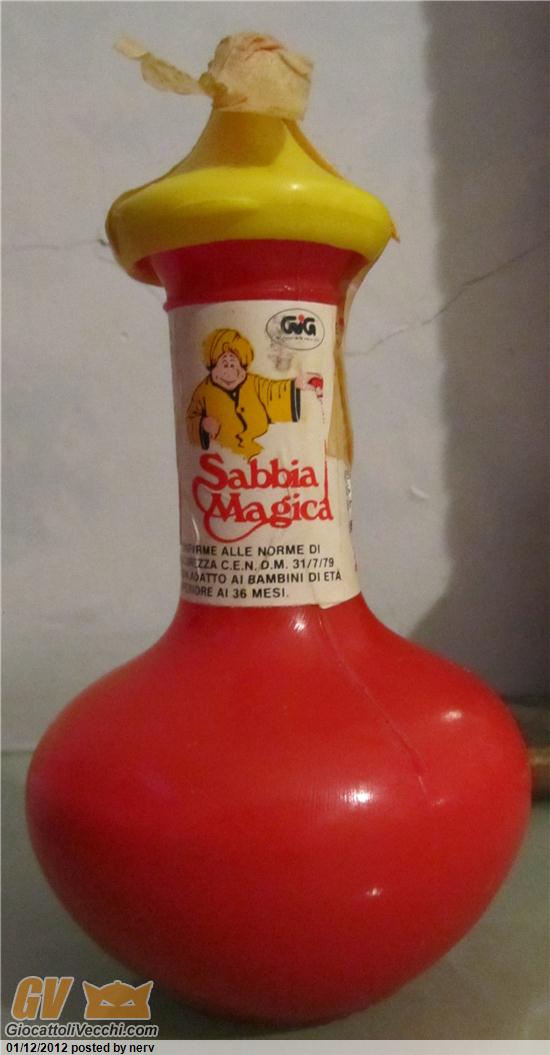 GiG
Sabbia
Magica
ALLE NORME DI
C.E.N. D.M. 31/7/79
ADATTO AI BAMBINI DI ETÀ
AI 36 MESI.
GV
GiocattoliVecchi.com
01/12/2012 posted by nerv